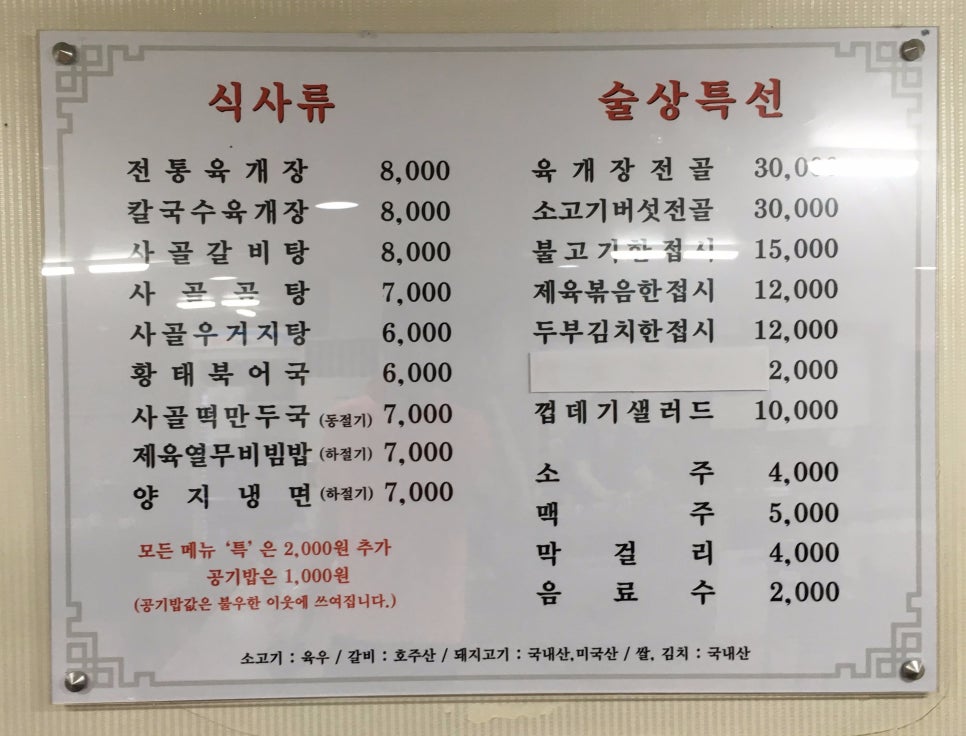 식사류
전통육개장 8,000
칼국수육개장 8,000
사골갈비탕 8,000
사골곰탕 7,000
사골우거지탕 6,000
황태북어국 6,000
사골떡만두국 (동절기) 7,000
제육열무비빔밥 (하절기) 7,000
양지냉면 (하절기) 7,000
모든 메뉴 '특' 은 2,000원 추가
공기밥은 1,000원
(공기밥값은 불우한 이웃에 쓰여집니다.)
술상특선
육개장전골 30,000
소고기버섯전골 30,000
불고기한접시 15,000
제육볶음한접시 12,000
두부김치한접시 12,000
2,000
껍데기샐러드 10,000
소주 4,000
맥주 5,000
막걸리 4,000
음료수 2,000
소고기 : 육우 / 갈비 : 호주산 / 돼지고기 : 국내산,미국산 / 쌀, 김치 : 국내산